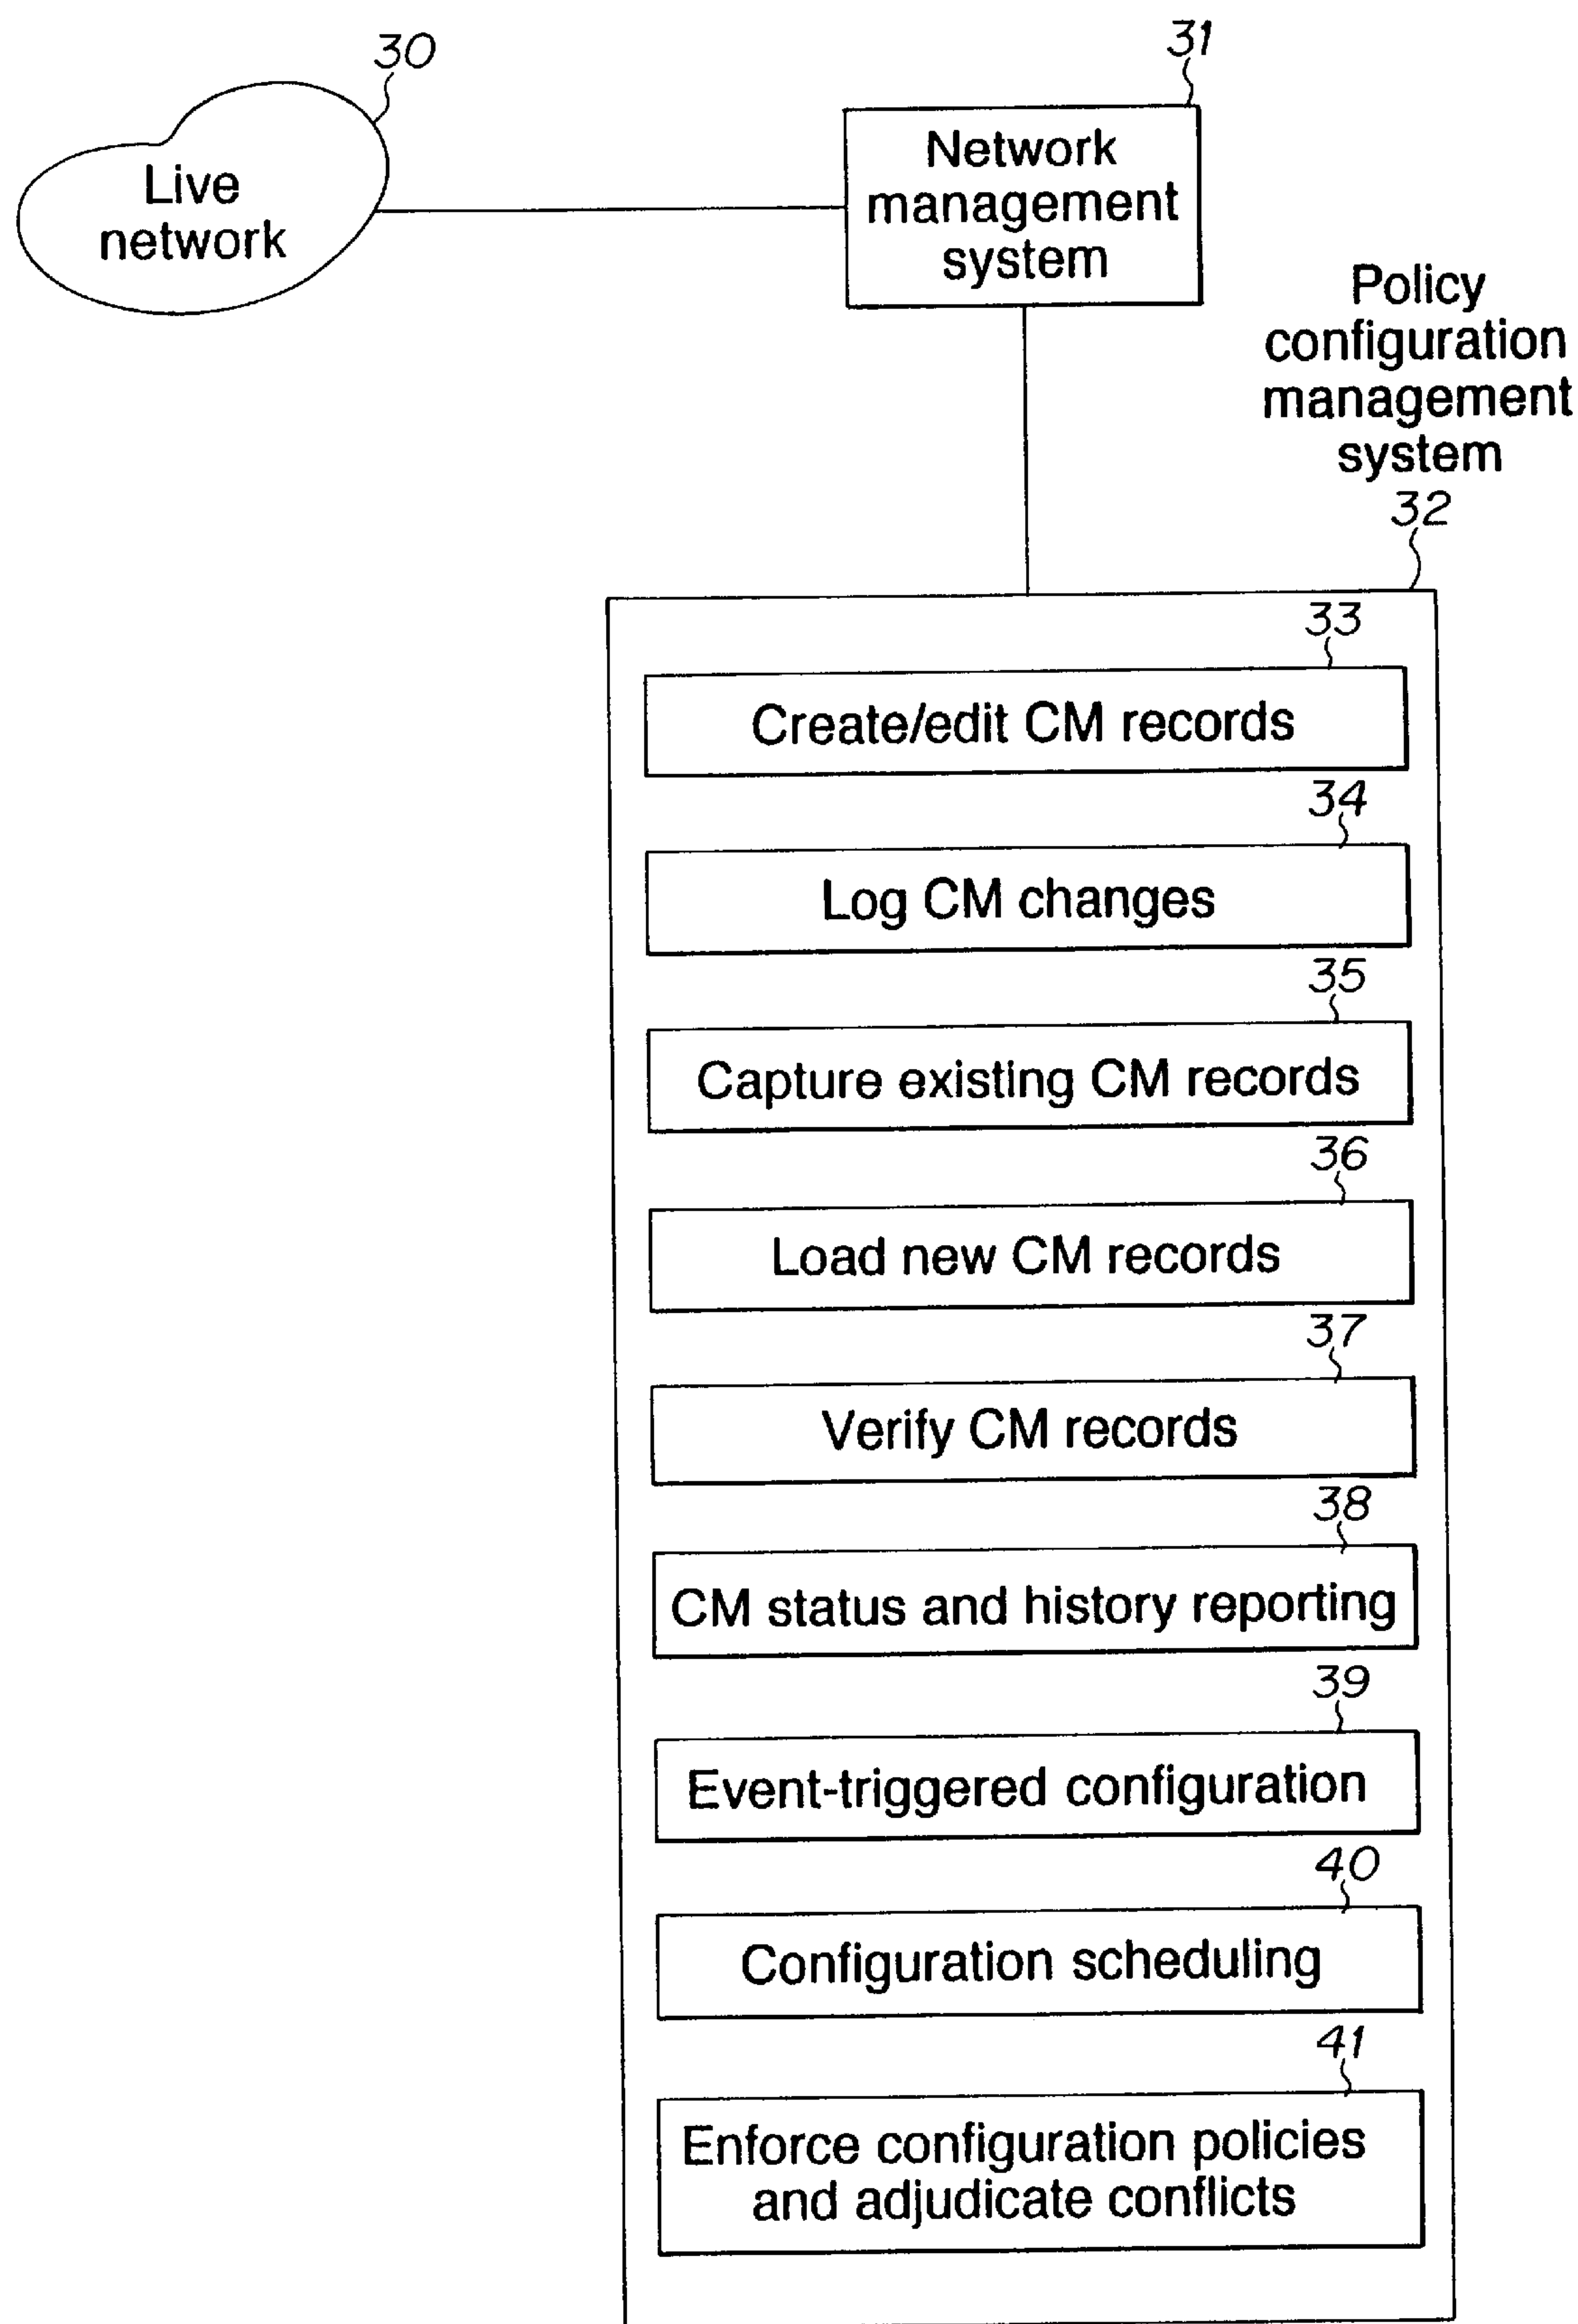 30
Live
network
31
Network
management
system
Policy
configuration
management
system
32
33
Create/edit CM records
34
Log CM changes
35
Capture existing CM records
36
Load new CM records
37
Verify CM records
38
CM status and history reporting
39
Event-triggered configuration
40
Configuration scheduling
41
Enforce configuration policies
and adjudicate conflicts